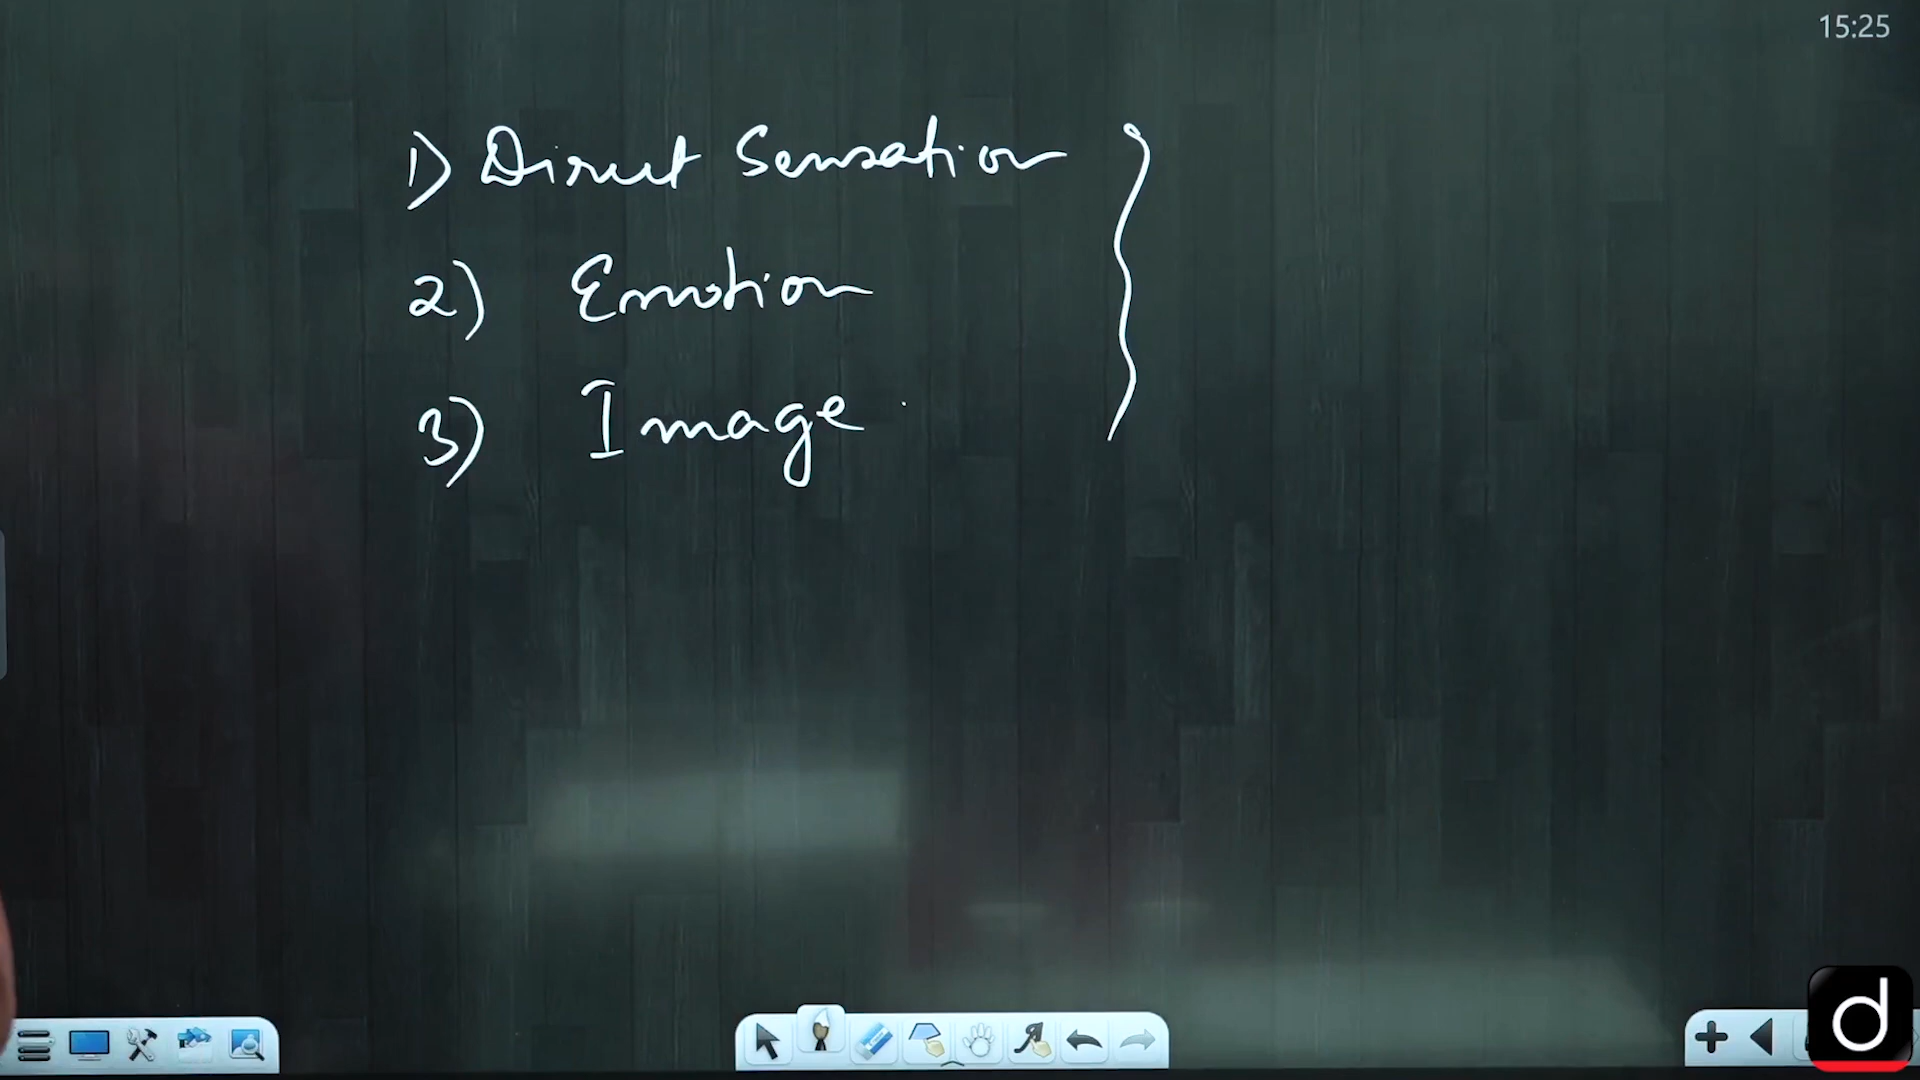 15:25
1) Direct Sensation
2) Emotion
3) Image
d